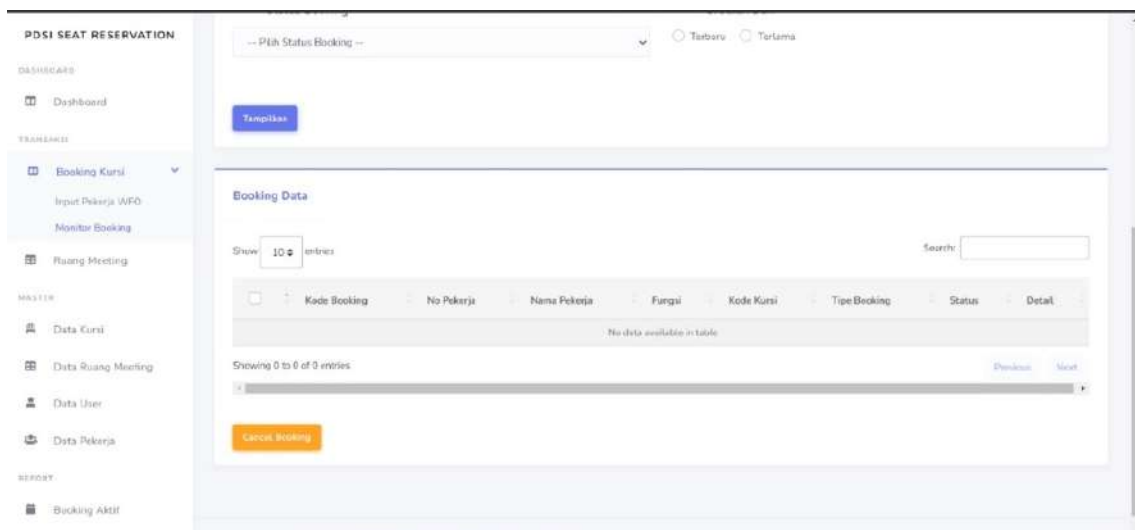 PDSI SEAT RESERVATION
-- Pilih Status Booking --
Terbaru
Terlama
DASHBOARD
Dashboard
Tampilkan
TRANSAKSI
Booking Kursi
Input Pekerja WFO
Monitor Booking
Ruang Meeting
Booking Data
Show 10 entries
Search:
Kode Booking No Pekerja Nama Pekerja Fungsi Kode Kursi Tipe Booking Status Detail
No data available in table
Showing 0 to 0 of 0 entries
Previous Next
Cancel Booking
MASTER
Data Kursi
Data Ruang Meeting
Data User
Data Pekerja
REPORT
Booking Aktif